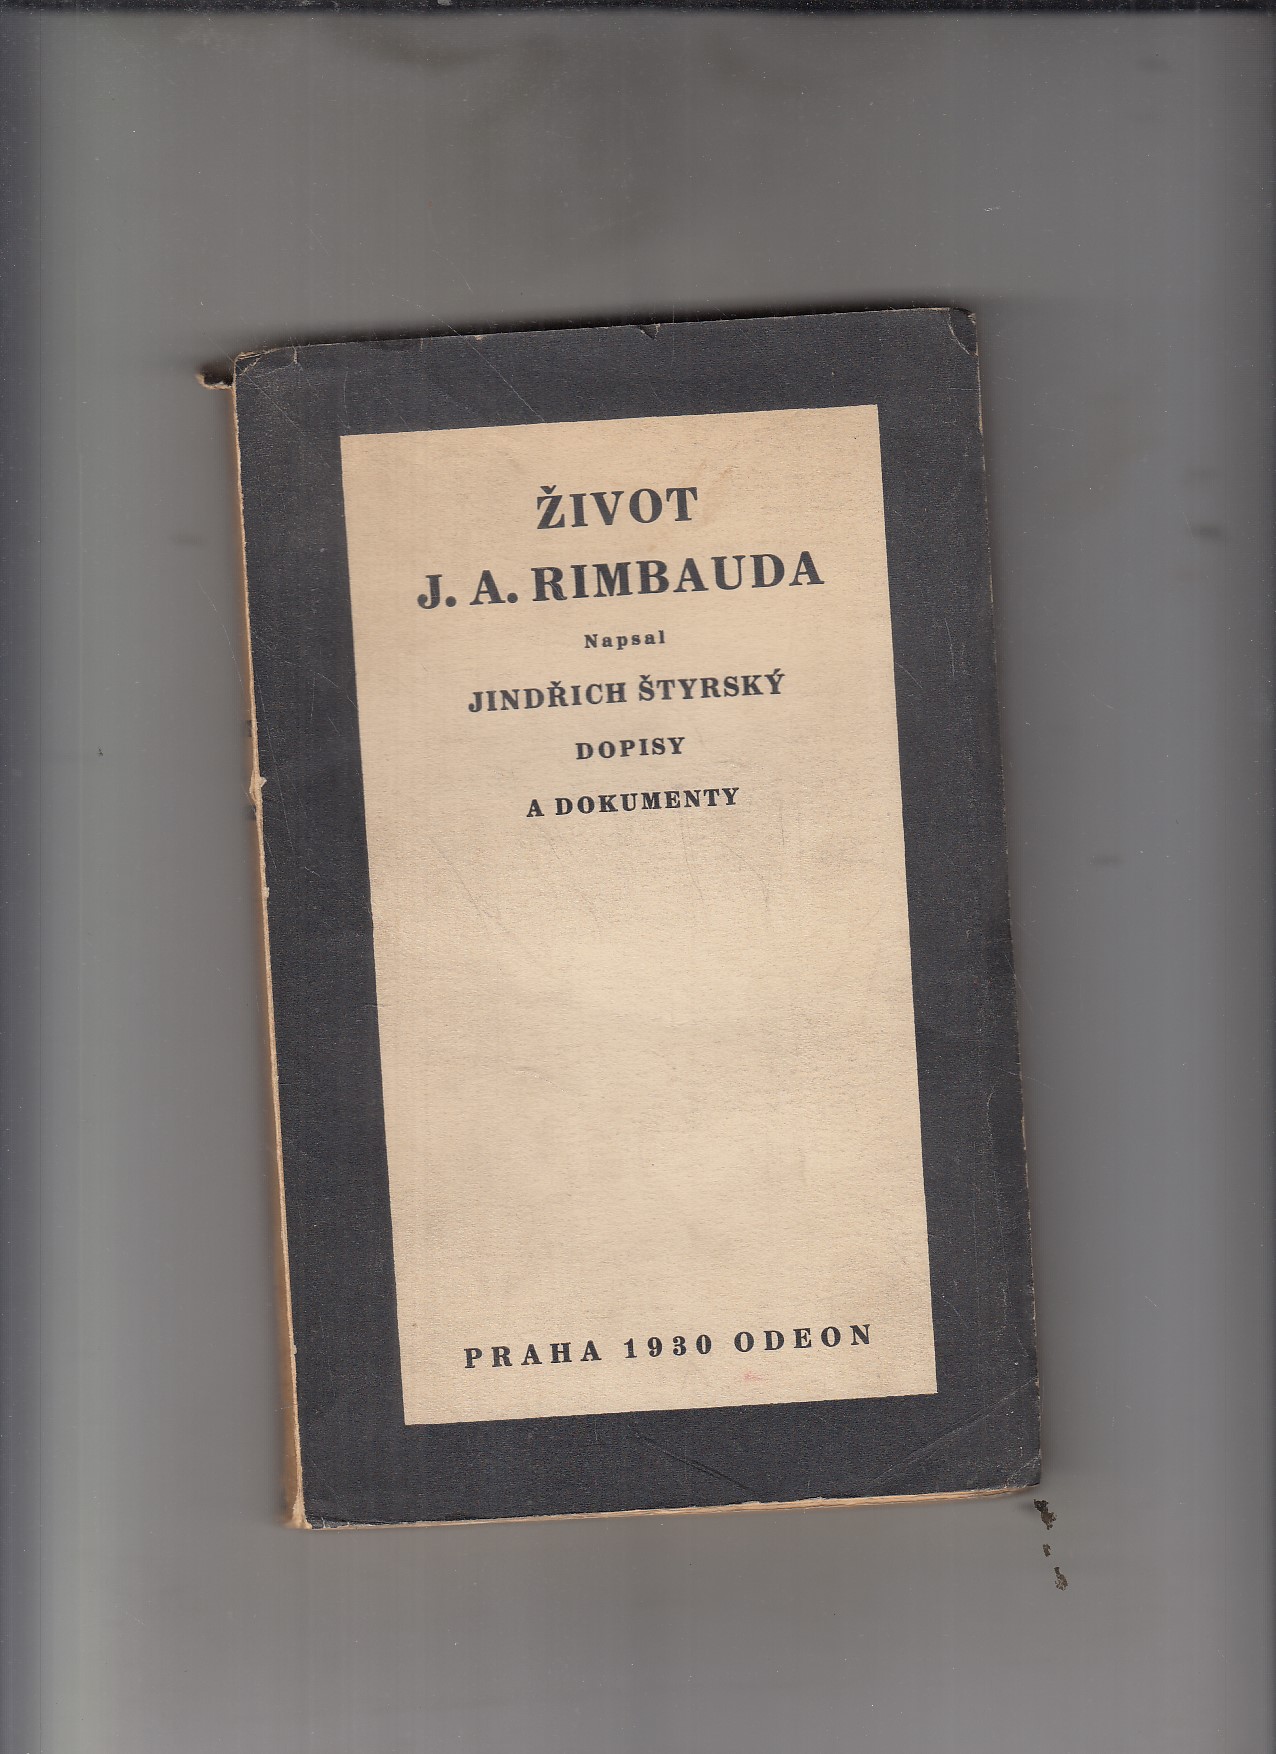 ŽIVOT
J. A. RIMBAUDA
Napsal
JINDŘICH ŠTYRSKÝ
DOPISY
A DOKUMENTY
PRAHA 1930 ODEON